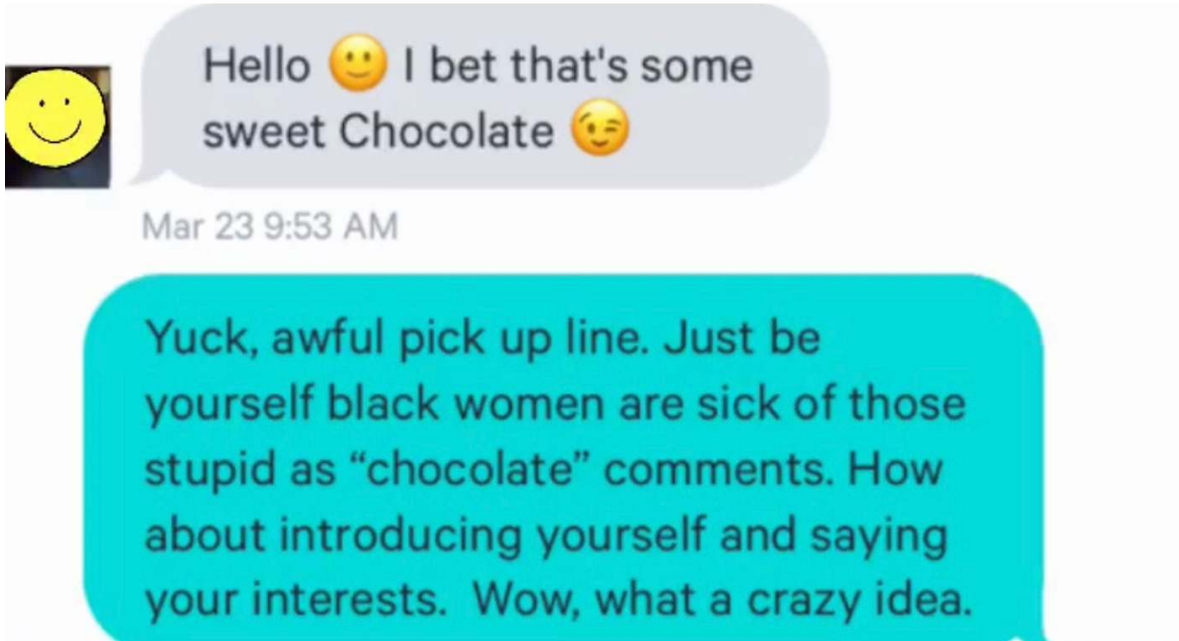 Hello 🙂 I bet that's some
sweet Chocolate 😉
Mar 23 9:53 AM
Yuck, awful pick up line. Just be
yourself black women are sick of those
stupid as “chocolate” comments. How
about introducing yourself and saying
your interests.  Wow, what a crazy idea.